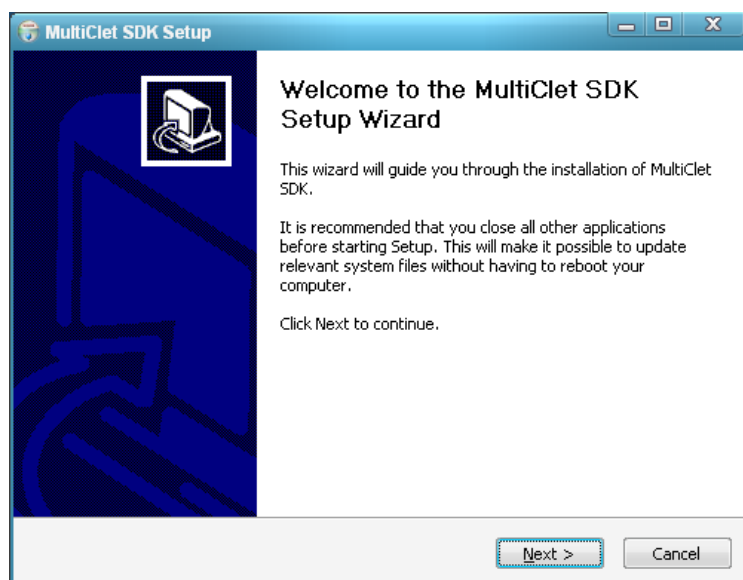 MultiClet SDK Setup
Welcome to the MultiClet SDK
Setup Wizard
This wizard will guide you through the installation of MultiClet
SDK.
It is recommended that you close all other applications
before starting Setup. This will make it possible to update
relevant system files without having to reboot your
computer.
Click Next to continue.
Next >
Cancel